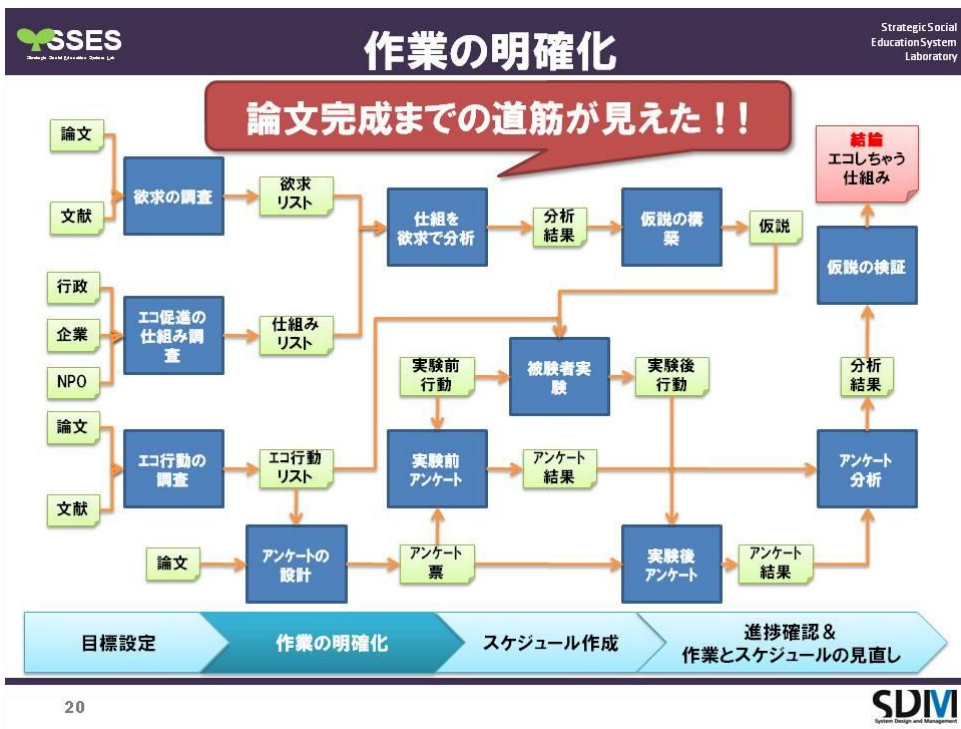 SSES
Strategic Social Education System Lab
作業の明確化
Strategic Social
Education System
Laboratory
論文完成までの道筋が見えた！！
論文
文献
欲求の調査
欲求
リスト
仕組を
欲求で分析
分析
結果
仮説の構
築
仮説
結論
エコしちゃう
仕組み
仮説の検証
行政
企業
NPO
エコ促進の
仕組み調
査
仕組み
リスト
実験前
行動
被験者実
験
実験後
行動
分析
結果
論文
文献
エコ行動の
調査
エコ行動
リスト
実験前
アンケート
アンケート
結果
アンケート
分析
論文
アンケートの
設計
アンケート
票
実験後
アンケート
アンケート
結果
目標設定
作業の明確化
スケジュール作成
進捗確認＆
作業とスケジュールの見直し
20
SDM
System Design and Management